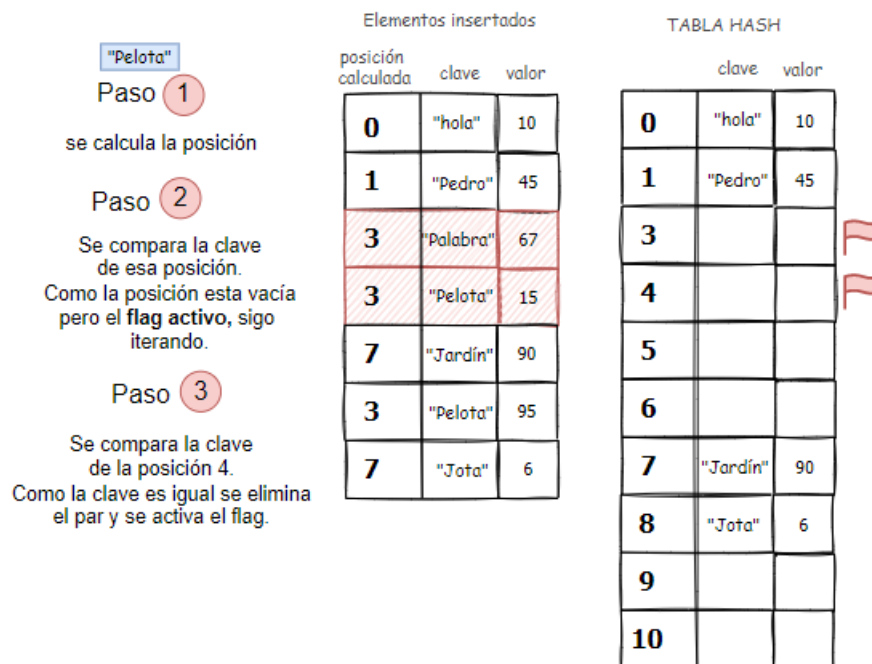 "Pelota"
Paso 1
se calcula la posición
Paso 2
Se compara la clave
de esa posición.
Como la posición esta vacía
pero el flag activo, sigo
iterando.
Paso 3
Se compara la clave
de la posición 4.
Como la clave es igual se elimina
el par y se activa el flag.
Elementos insertados
posición
calculada clave valor
0 "hola" 10
1 "Pedro" 45
3 "Palabra" 67
3 "Pelota" 15
7 "Jardín" 90
3 "Pelota" 95
7 "Jota" 6
TABLA HASH
clave valor
0 "hola" 10
1 "Pedro" 45
3
4
5
6
7 "Jardín" 90
8 "Jota" 6
9
10